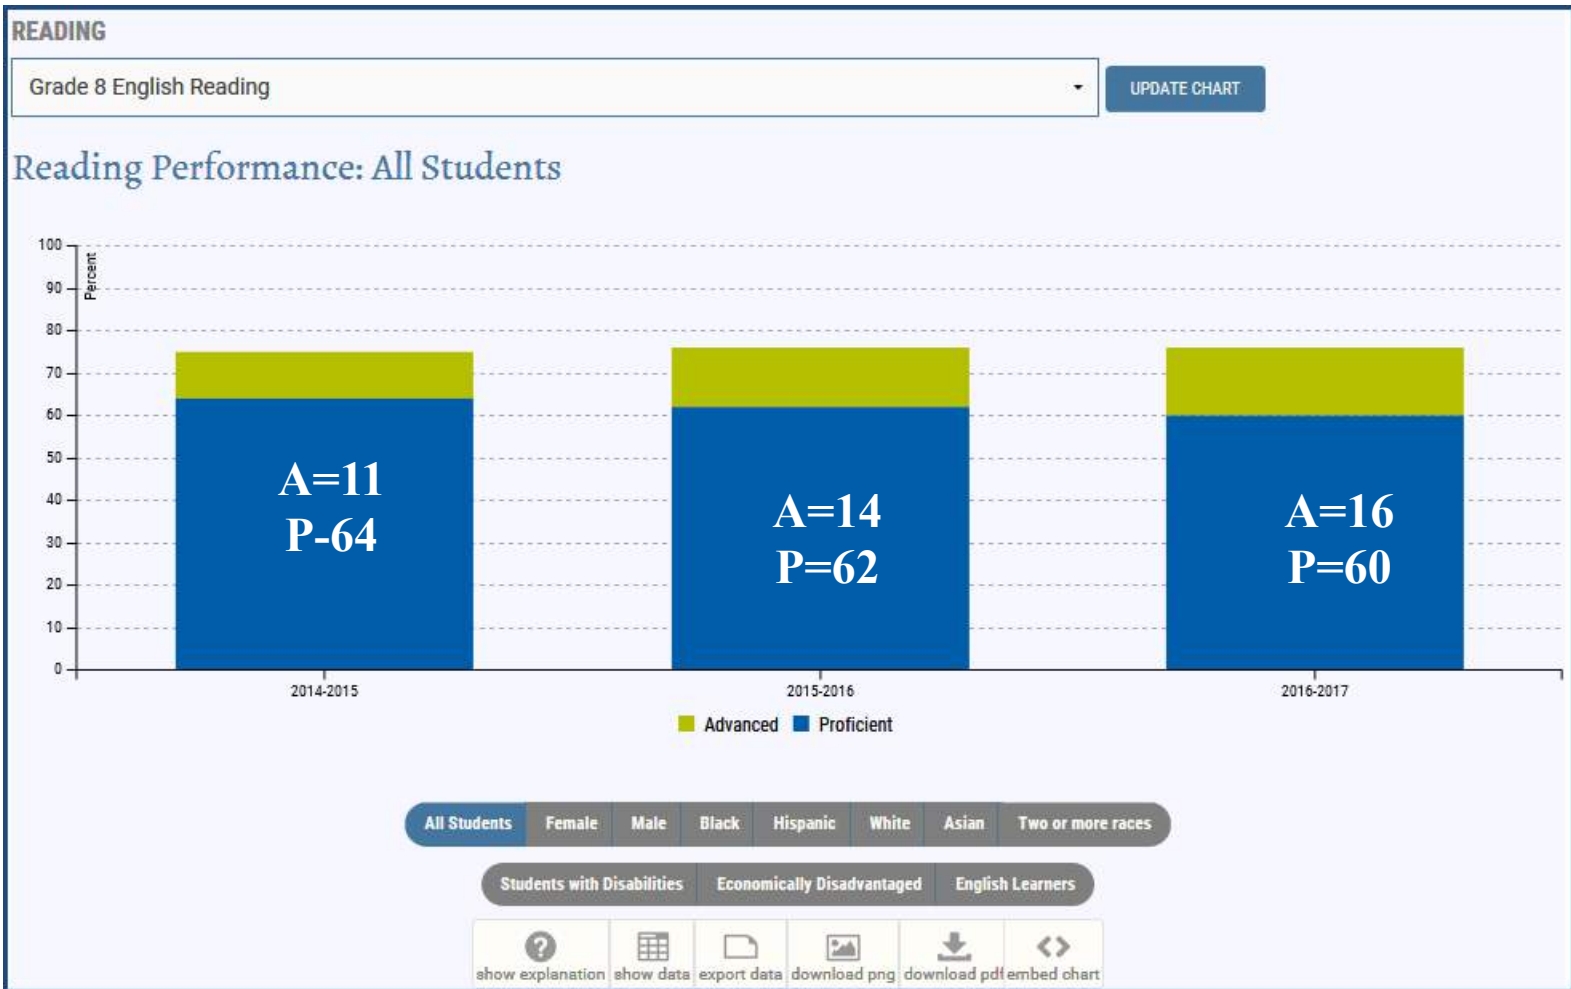 READING
Grade 8 English Reading
UPDATE CHART
Reading Performance: All Students
Percent
100
90
80
70
60
50
40
30
20
10
0
A=11
P-64
A=14
P=62
A=16
P=60
2014-2015 2015-2016 2016-2017
Advanced Proficient
All Students Female Male Black Hispanic White Asian Two or more races
Students with Disabilities Economically Disadvantaged English Learners
show explanation show data export data download png download pdf embed chart